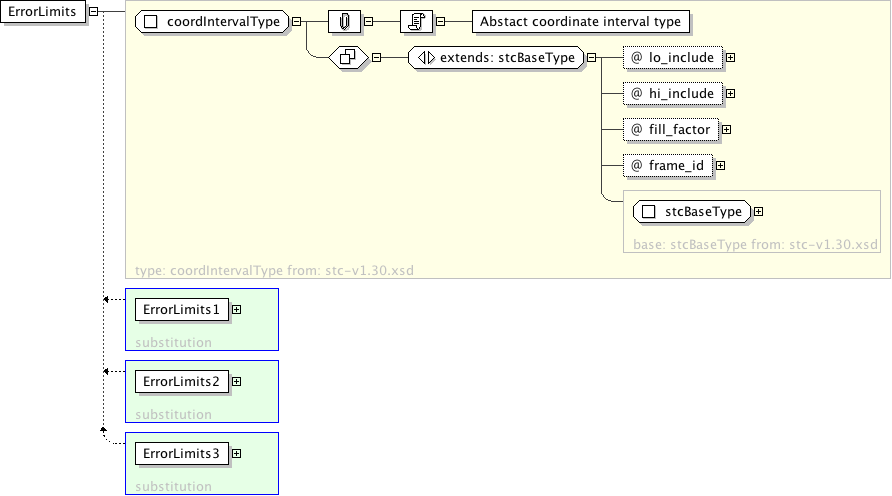 ErrorLimits
coordIntervalType
Abstact coordinate interval type
extends: stcBaseType
@ lo_include
@ hi_include
@ fill_factor
@ frame_id
stcBaseType
base: stcBaseType from: stc-v1.30.xsd
type: coordIntervalType from: stc-v1.30.xsd
ErrorLimits1
substitution
ErrorLimits2
substitution
ErrorLimits3
substitution